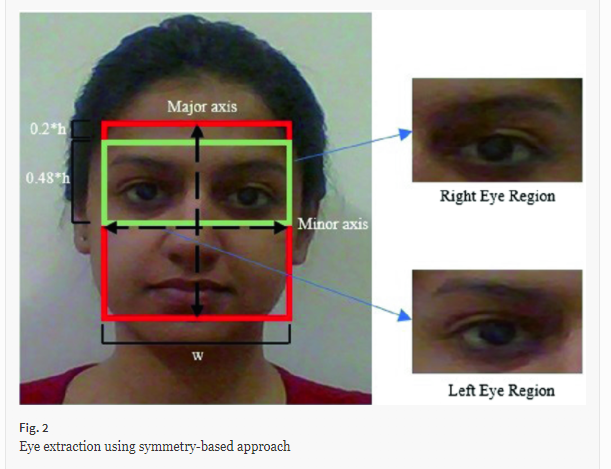 Major axis
0.2*h
0.48*h
Minor axis
w
Right Eye Region
Left Eye Region
Fig. 2
Eye extraction using symmetry-based approach